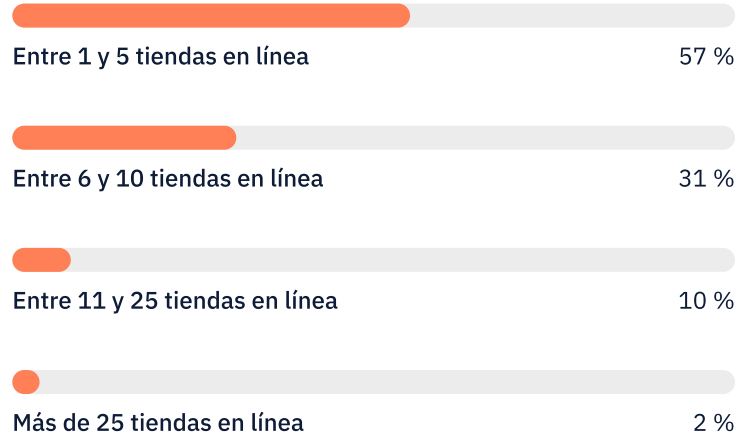 Entre 1 y 5 tiendas en línea 57 %
Entre 6 y 10 tiendas en línea 31 %
Entre 11 y 25 tiendas en línea 10 %
Más de 25 tiendas en línea 2 %